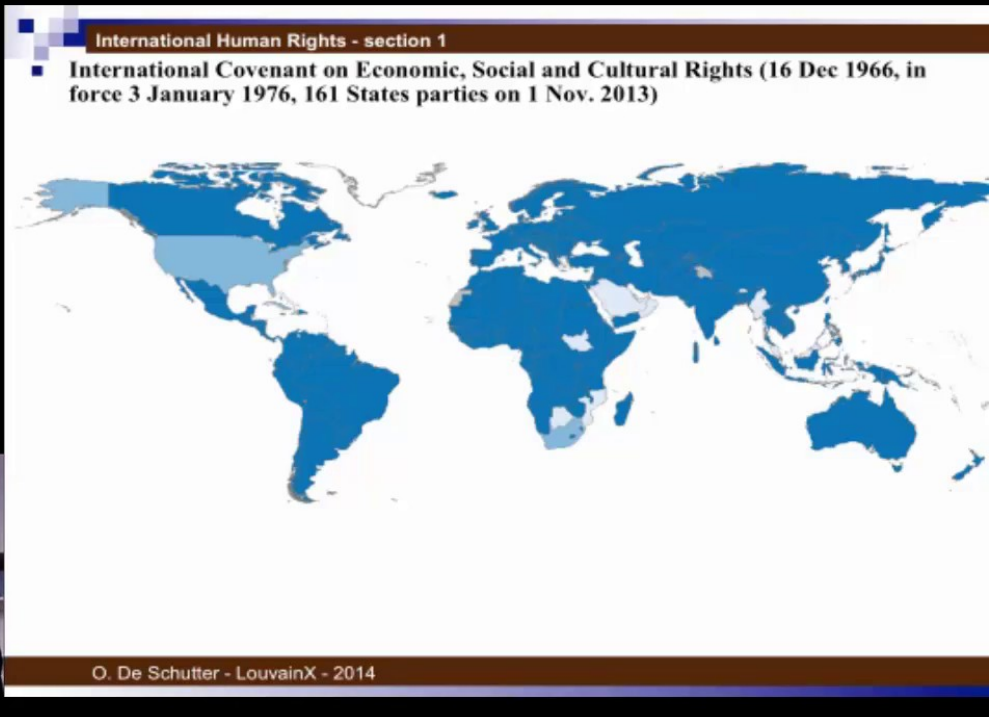 International Human Rights - section 1
International Covenant on Economic, Social and Cultural Rights (16 Dec 1966, in
force 3 January 1976, 161 States parties on 1 Nov. 2013)
O. De Schutter - LouvainX - 2014